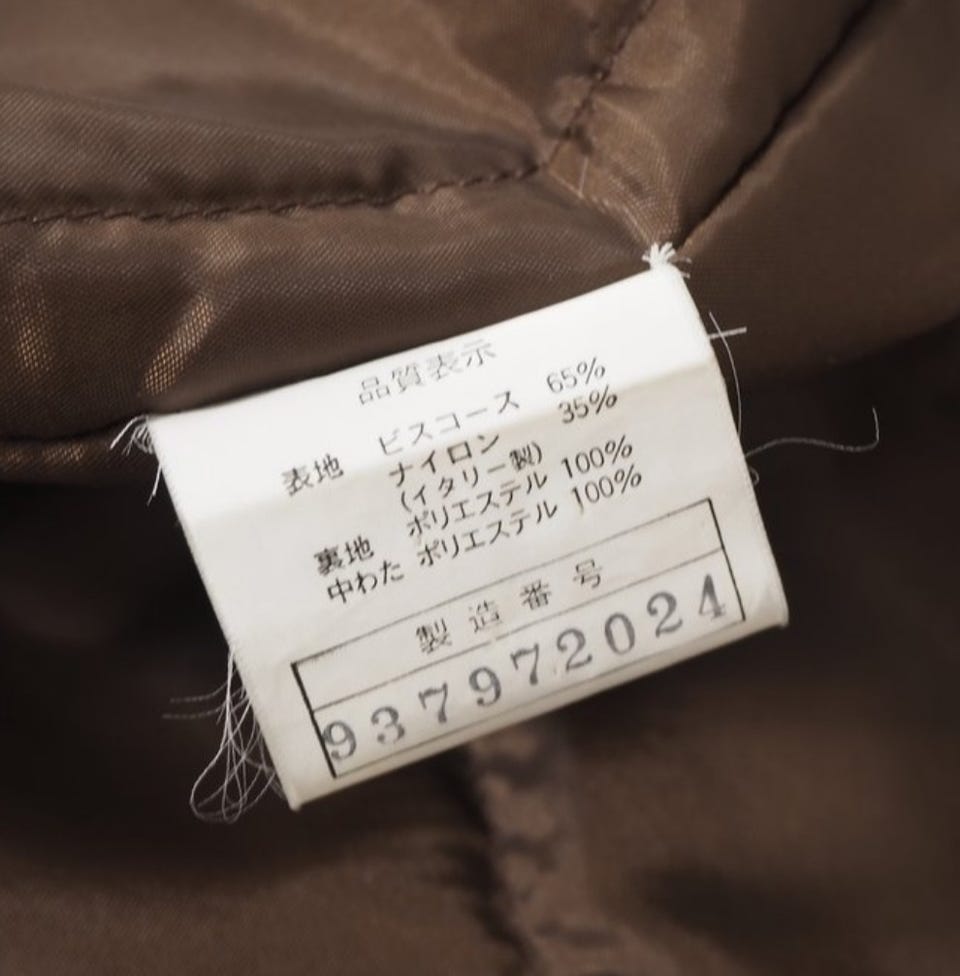 品質表示
表地 ビスコース 65%
ナイロン 35%
(イタリー製)
裏地 ポリエステル 100%
中わた ポリエステル 100%
製造番号
937972024